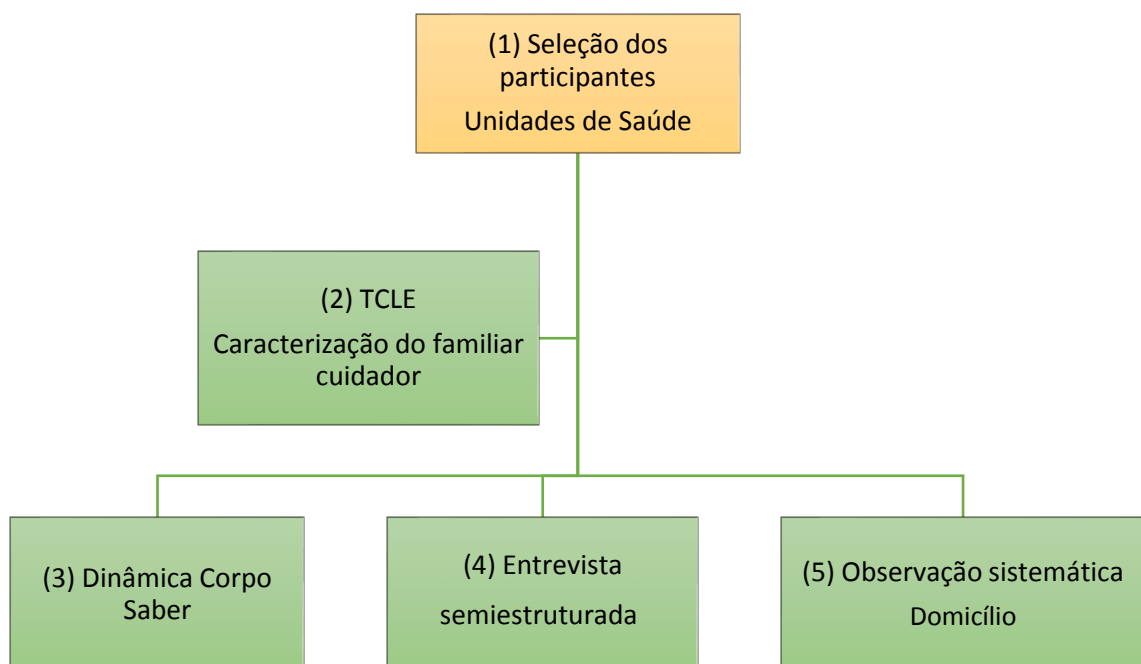 (1) Seleção dos
participantes
Unidades de Saúde
(2) TCLE
Caracterização do familiar
cuidador
(3) Dinâmica Corpo
Saber
(4) Entrevista
semiestruturada
(5) Observação sistemática
Domicílio